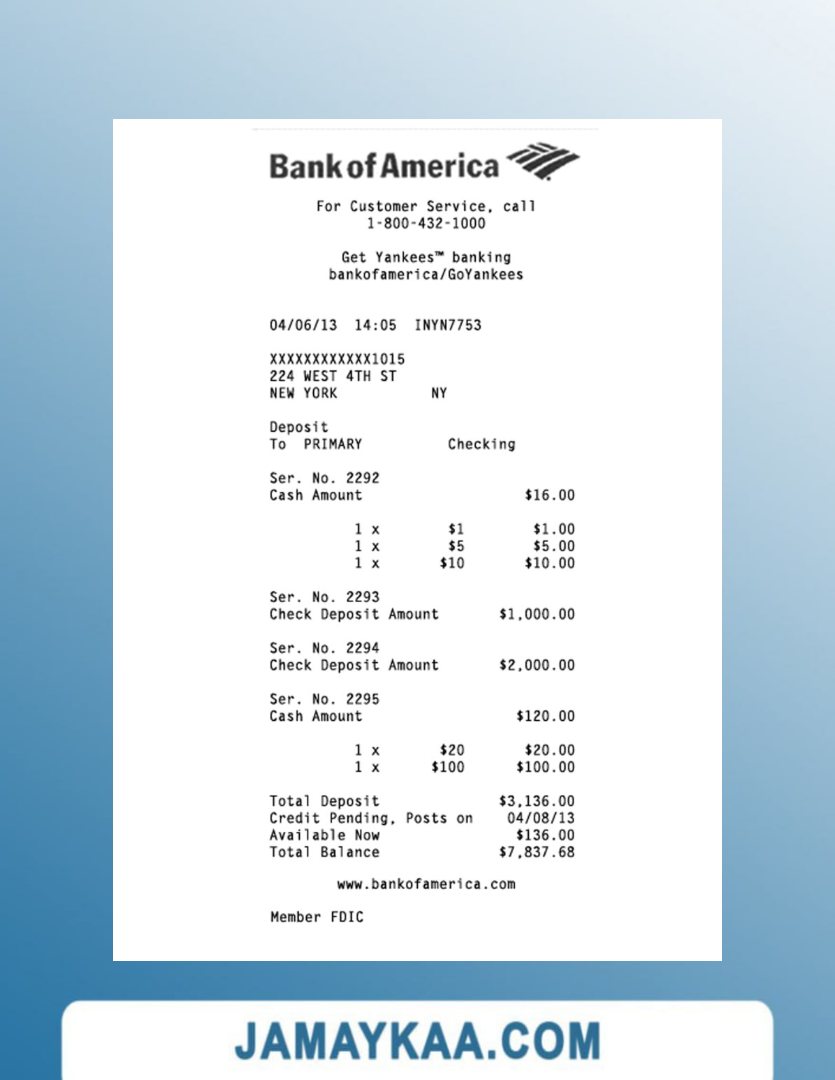 Bank of America
For Customer Service, call
1-800-432-1000
Get Yankees™ banking
bankofamerica/GoYankees
04/06/13 14:05 INYN7753
XXXXXXXXXXXX1015
224 WEST 4TH ST
NEW YORK NY
Deposit
To PRIMARY Checking
Ser. No. 2292
Cash Amount $16.00
1 x $1 $1.00
1 x $5 $5.00
1 x $10 $10.00
Ser. No. 2293
Check Deposit Amount $1,000.00
Ser. No. 2294
Check Deposit Amount $2,000.00
Ser. No. 2295
Cash Amount $120.00
1 x $20 $20.00
1 x $100 $100.00
Total Deposit $3,136.00
Credit Pending, Posts on 04/08/13
Available Now $136.00
Total Balance $7,837.68
www.bankofamerica.com
Member FDIC
JAMAYKAA.COM